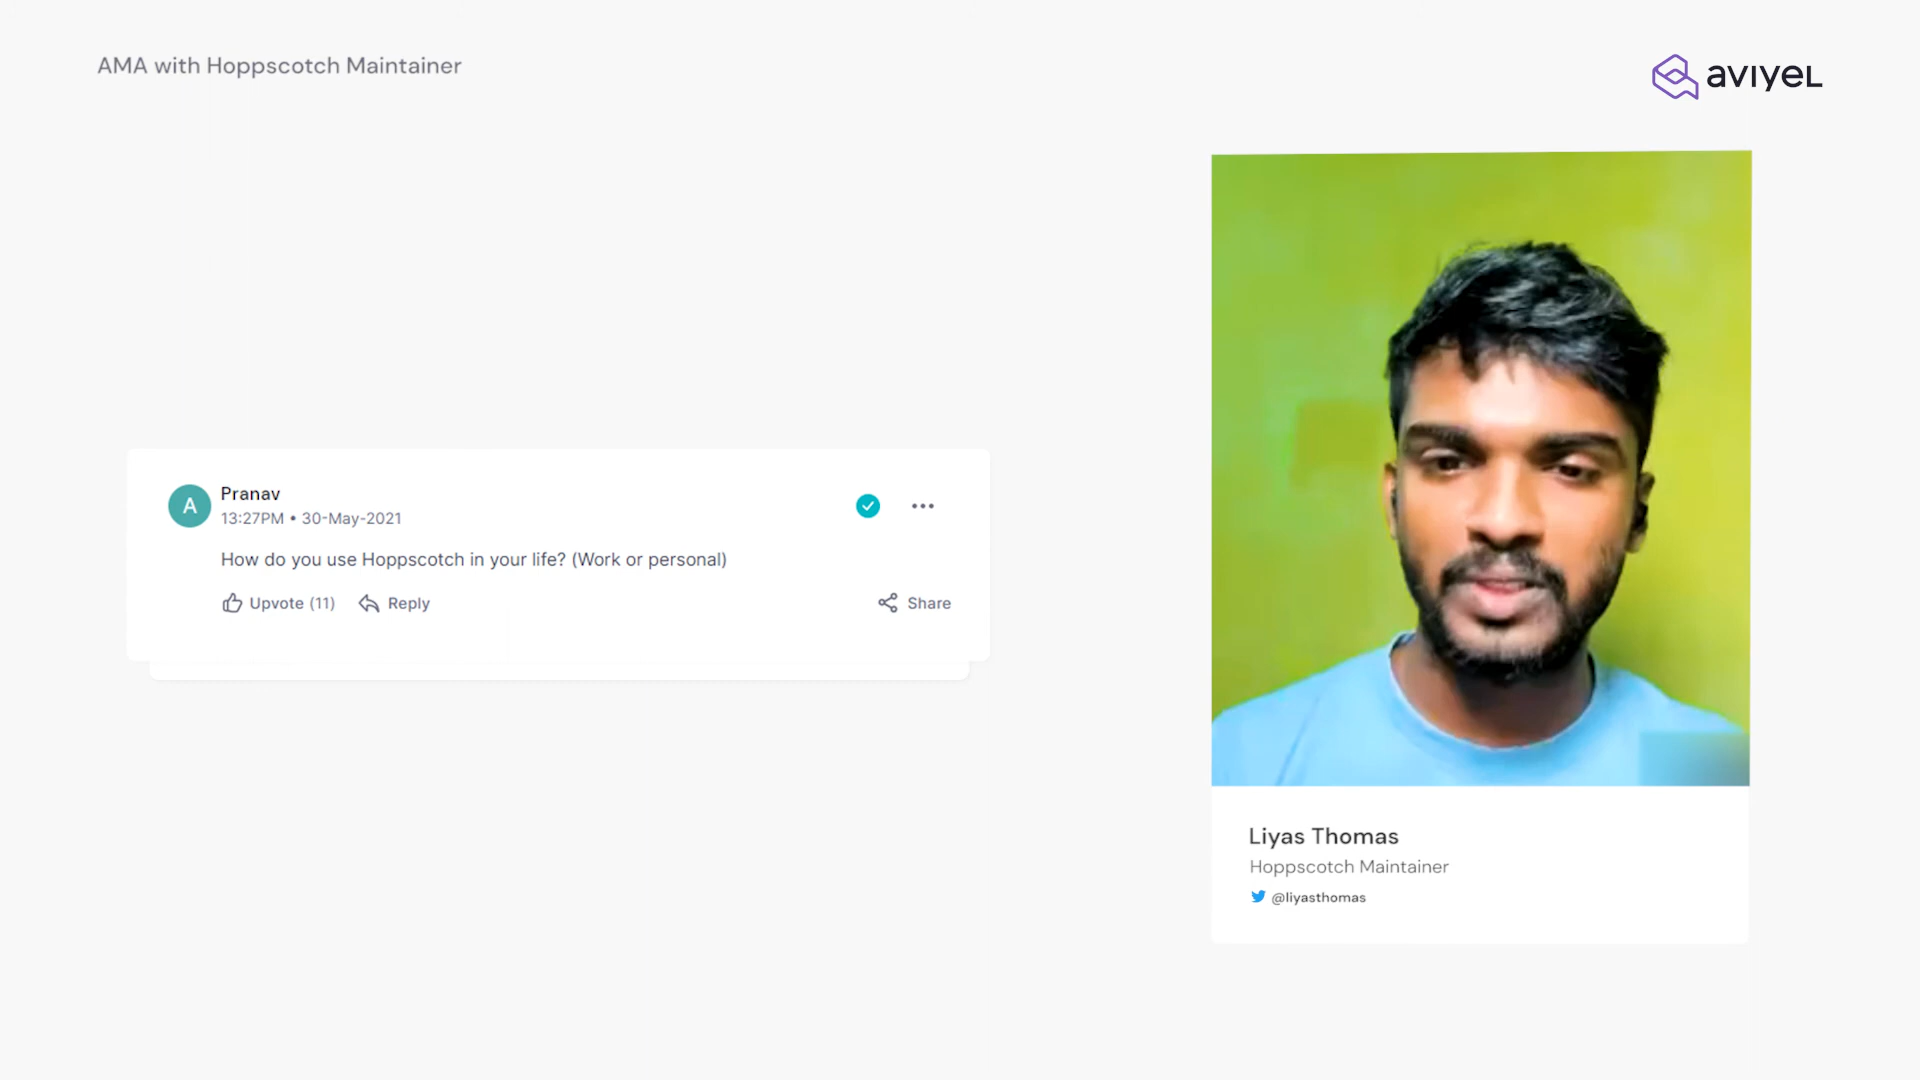 AMA with Hoppscotch Maintainer
aviyel
A
Pranav
13:27PM • 30-May-2021
How do you use Hoppscotch in your life? (Work or personal)
Upvote (11)
Reply
Share
Liyas Thomas
Hoppscotch Maintainer
@liyasthomas